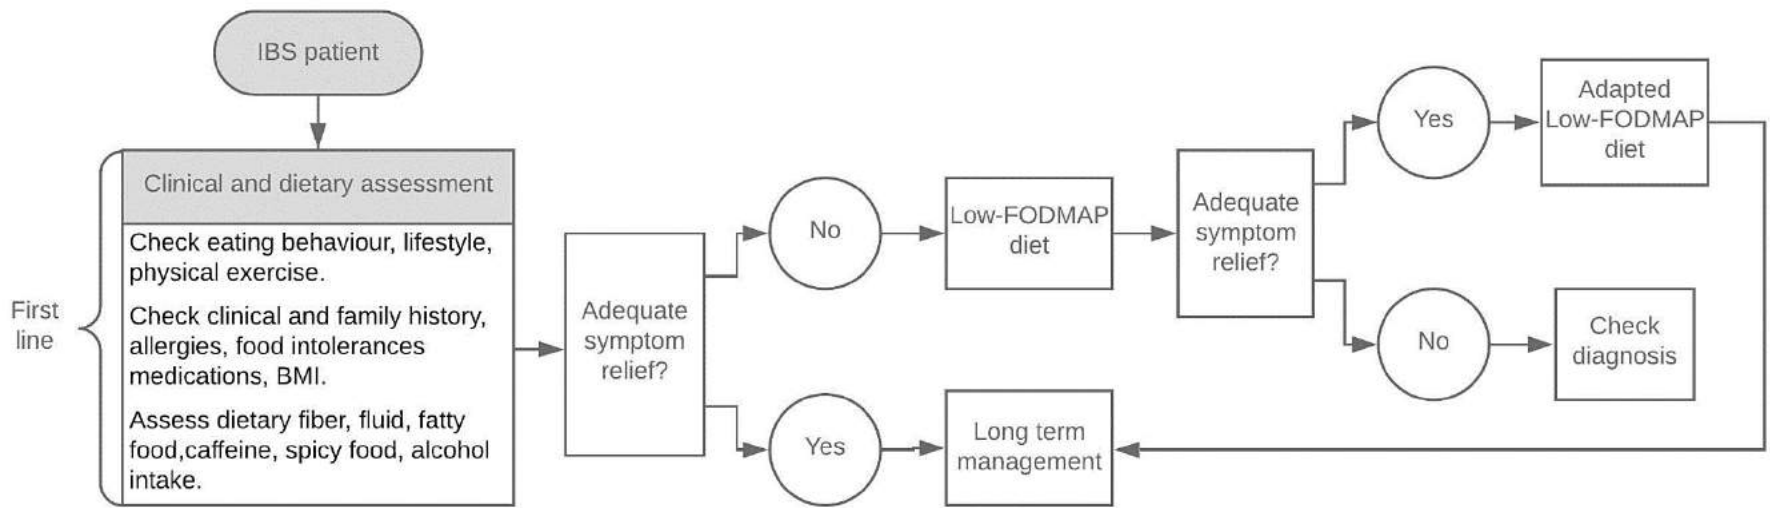 IBS patient
First
line
Clinical and dietary assessment
Check eating behaviour, lifestyle,
physical exercise.
Check clinical and family history,
allergies, food intolerances
medications, BMI.
Assess dietary fiber, fluid, fatty
food,caffeine, spicy food, alcohol
intake.
Adequate
symptom
relief?
No
Low-FODMAP
diet
Yes
Long term
management
Adequate
symptom
relief?
Yes
Adapted
Low-FODMAP
diet
No
Check
diagnosis